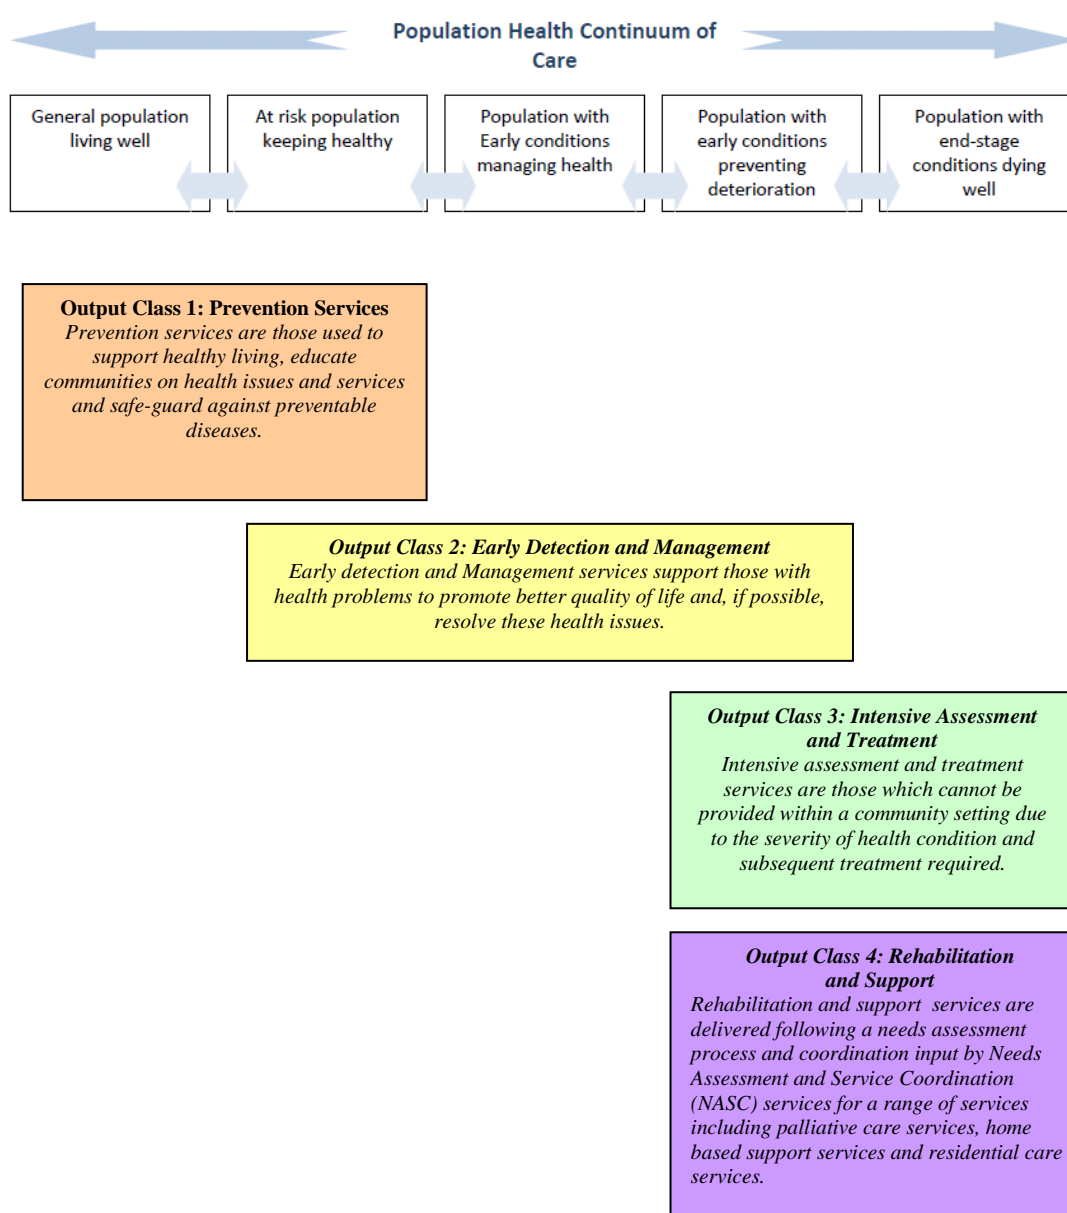 Population Health Continuum of
Care
General population
living well
At risk population
keeping healthy
Population with
Early conditions
managing health
Population with
early conditions
preventing
deterioration
Population with
end-stage
conditions dying
well
Output Class 1: Prevention Services
Prevention services are those used to
support healthy living, educate
communities on health issues and services
and safe-guard against preventable
diseases.
Output Class 2: Early Detection and Management
Early detection and Management services support those with
health problems to promote better quality of life and, if possible,
resolve these health issues.
Output Class 3: Intensive Assessment
and Treatment
Intensive assessment and treatment
services are those which cannot be
provided within a community setting due
to the severity of health condition and
subsequent treatment required.
Output Class 4: Rehabilitation
and Support
Rehabilitation and support services are
delivered following a needs assessment
process and coordination input by Needs
Assessment and Service Coordination
(NASC) services for a range of services
including palliative care services, home
based support services and residential care
services.